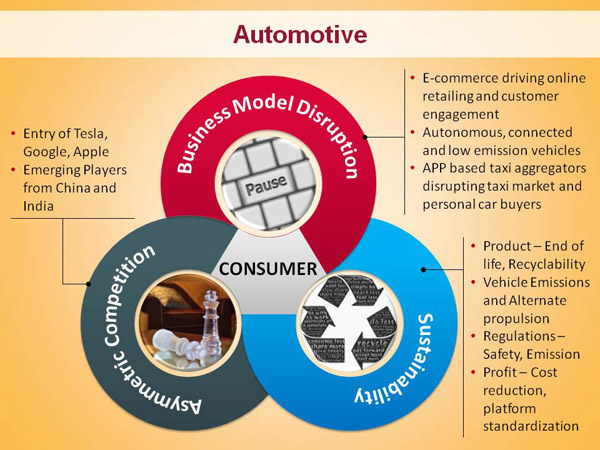 Automotive
Business Model Disruption
Pause
• E-commerce driving online
retailing and customer
engagement
• Autonomous, connected
and low emission vehicles
• APP based taxi aggregators
disrupting taxi market and
personal car buyers
• Entry of Tesla,
Google, Apple
• Emerging Players
from China and
India
CONSUMER
Asymmetric Competition
Sustainability
recycle
• Product – End of
life, Recyclability
• Vehicle Emissions
and Alternate
propulsion
• Regulations –
Safety, Emission
• Profit – Cost
reduction,
platform
standardization